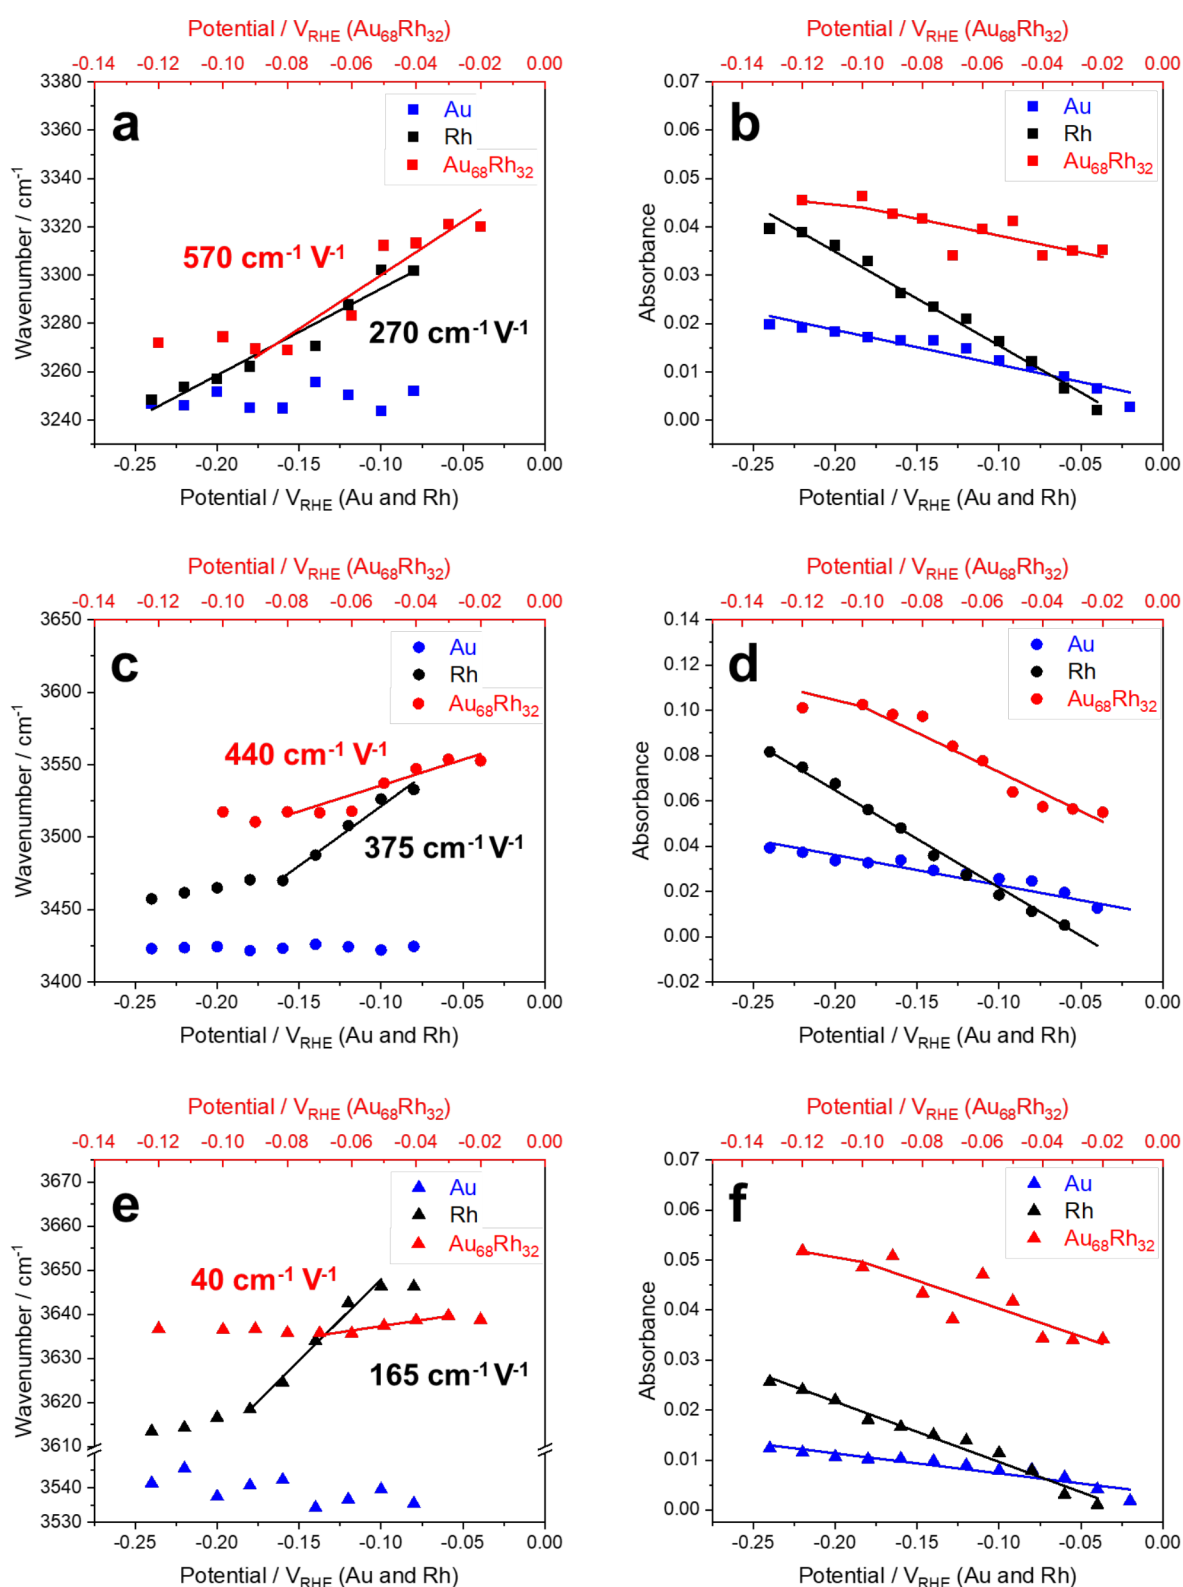 Potential / V_RHE (Au₆₈Rh₃₂)
-0.14 -0.12 -0.10 -0.08 -0.06 -0.04 -0.02 0.00
3380
3360
3340
3320
3300
3280
3260
3240
Wavenumber / cm⁻¹
a
Au
Rh
Au₆₈Rh₃₂
570 cm⁻¹ V⁻¹
270 cm⁻¹ V⁻¹
-0.25 -0.20 -0.15 -0.10 -0.05 0.00
Potential / V_RHE (Au and Rh)
Potential / V_RHE (Au₆₈Rh₃₂)
-0.14 -0.12 -0.10 -0.08 -0.06 -0.04 -0.02 0.00
0.07
0.06
0.05
0.04
0.03
0.02
0.01
0.00
Absorbance
b
Au
Rh
Au₆₈Rh₃₂
-0.25 -0.20 -0.15 -0.10 -0.05 0.00
Potential / V_RHE (Au and Rh)
Potential / V_RHE (Au₆₈Rh₃₂)
-0.14 -0.12 -0.10 -0.08 -0.06 -0.04 -0.02 0.00
3650
3600
3550
3500
3450
3400
Wavenumber / cm⁻¹
c
Au
Rh
Au₆₈Rh₃₂
440 cm⁻¹ V⁻¹
375 cm⁻¹ V⁻¹
-0.25 -0.20 -0.15 -0.10 -0.05 0.00
Potential / V_RHE (Au and Rh)
Potential / V_RHE (Au₆₈Rh₃₂)
-0.14 -0.12 -0.10 -0.08 -0.06 -0.04 -0.02 0.00
0.14
0.12
0.10
0.08
0.06
0.04
0.02
0.00
-0.02
Absorbance
d
Au
Rh
Au₆₈Rh₃₂
-0.25 -0.20 -0.15 -0.10 -0.05 0.00
Potential / V_RHE (Au and Rh)
Potential / V_RHE (Au₆₈Rh₃₂)
-0.14 -0.12 -0.10 -0.08 -0.06 -0.04 -0.02 0.00
3670
3660
3650
3640
3630
3620
3610
3540
3530
Wavenumber / cm⁻¹
e
Au
Rh
Au₆₈Rh₃₂
40 cm⁻¹ V⁻¹
165 cm⁻¹ V⁻¹
-0.25 -0.20 -0.15 -0.10 -0.05 0.00
Potential / V_RHE (Au and Rh)
Potential / V_RHE (Au₆₈Rh₃₂)
-0.14 -0.12 -0.10 -0.08 -0.06 -0.04 -0.02 0.00
0.07
0.06
0.05
0.04
0.03
0.02
0.01
0.00
Absorbance
f
Au
Rh
Au₆₈Rh₃₂
-0.25 -0.20 -0.15 -0.10 -0.05 0.00
Potential / V_RHE (Au and Rh)